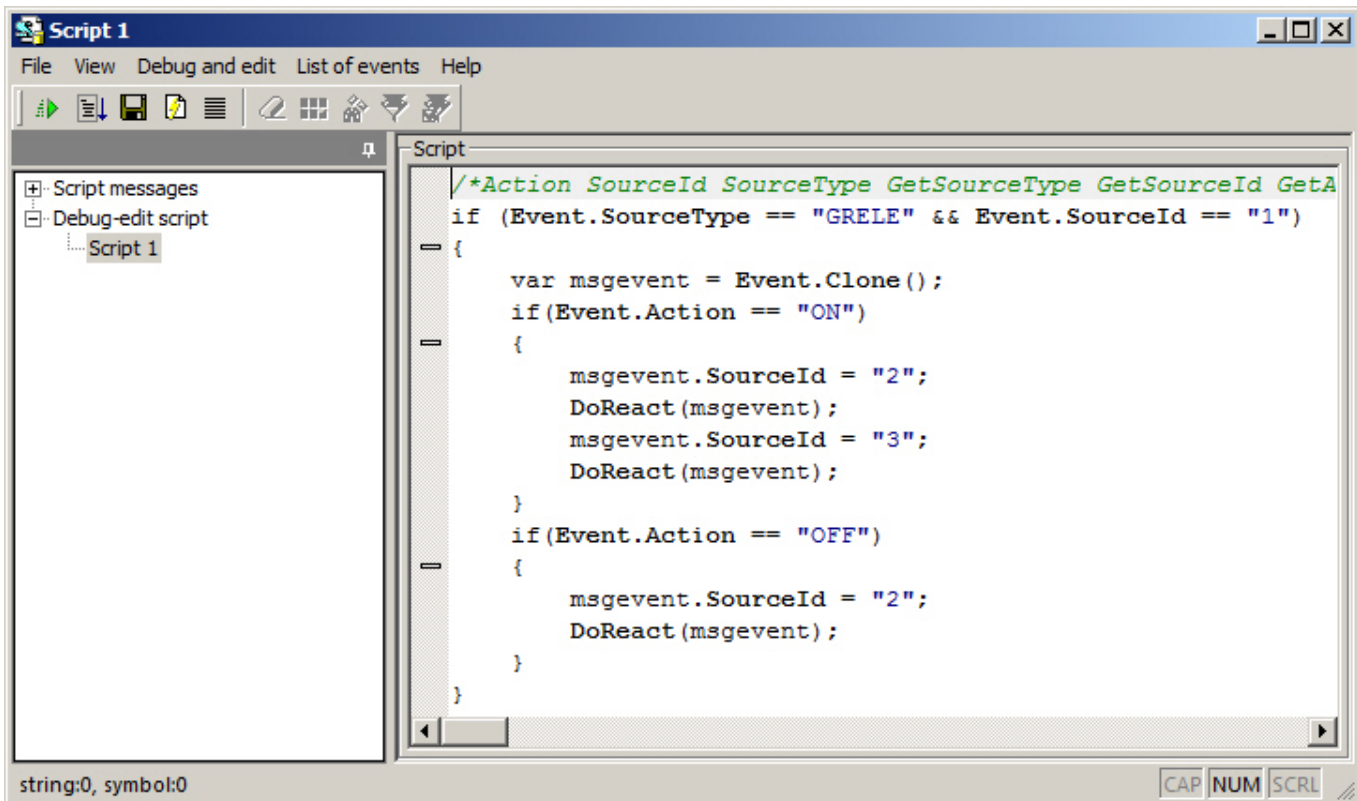 Script 1
File View Debug and edit List of events Help
Script
Script messages
Debug-edit script
Script 1
/*Action SourceId SourceType GetSourceType GetSourceId GetA
if (Event.SourceType == "GRELE" && Event.SourceId == "1")
{
var msgevent = Event.Clone();
if(Event.Action == "ON")
{
msgevent.SourceId = "2";
DoReact(msgevent);
msgevent.SourceId = "3";
DoReact(msgevent);
}
if(Event.Action == "OFF")
{
msgevent.SourceId = "2";
DoReact(msgevent);
}
}
string:0, symbol:0
CAP NUM SCRL